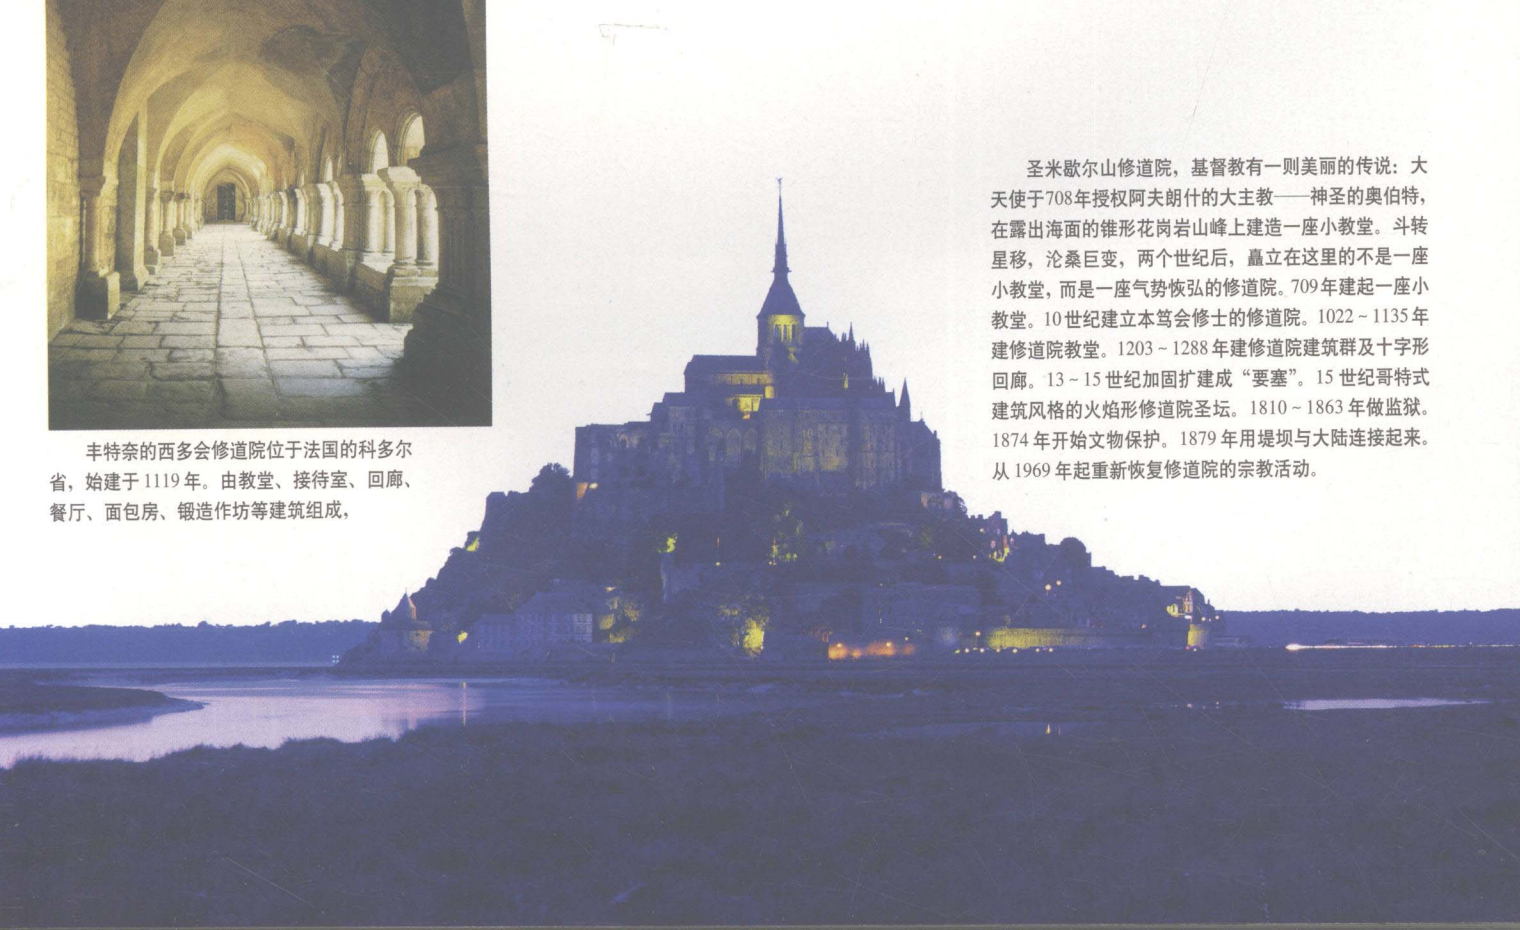 丰特奈的西多会修道院位于法国的科多尔
省，始建于1119年。由教堂、接待室、回廊、
餐厅、面包房、锻造作坊等建筑组成，
圣米歇尔山修道院，基督教有一则美丽的传说：大
天使于708年授权阿夫朗什的大主教——神圣的奥伯特，
在露出海面的锥形花岗岩山峰上建造一座小教堂。斗转
星移，沧桑巨变，两个世纪后，矗立在这里的不是一座
小教堂，而是一座气势恢弘的修道院。709年建起一座小
教堂。10世纪建立本笃会修士的修道院。1022~1135年
建修道院教堂。1203~1288年建修道院建筑群及十字形
回廊。13~15世纪加固扩建成“要塞”。15世纪哥特式
建筑风格的火焰形修道院圣坛。1810~1863年做监狱。
1874年开始文物保护。1879年用堤坝与大陆连接起来。
从1969年起重新恢复修道院的宗教活动。